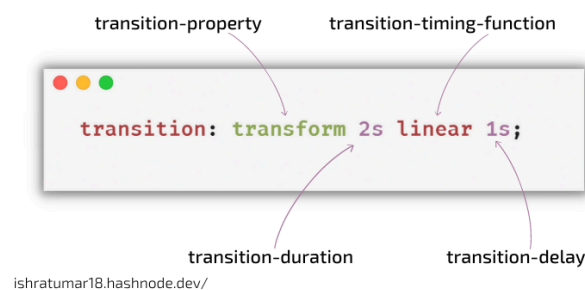 transition-property transition-timing-function
transition: transform 2s linear 1s;
transition-duration transition-delay
ishratumar18.hashnode.dev/